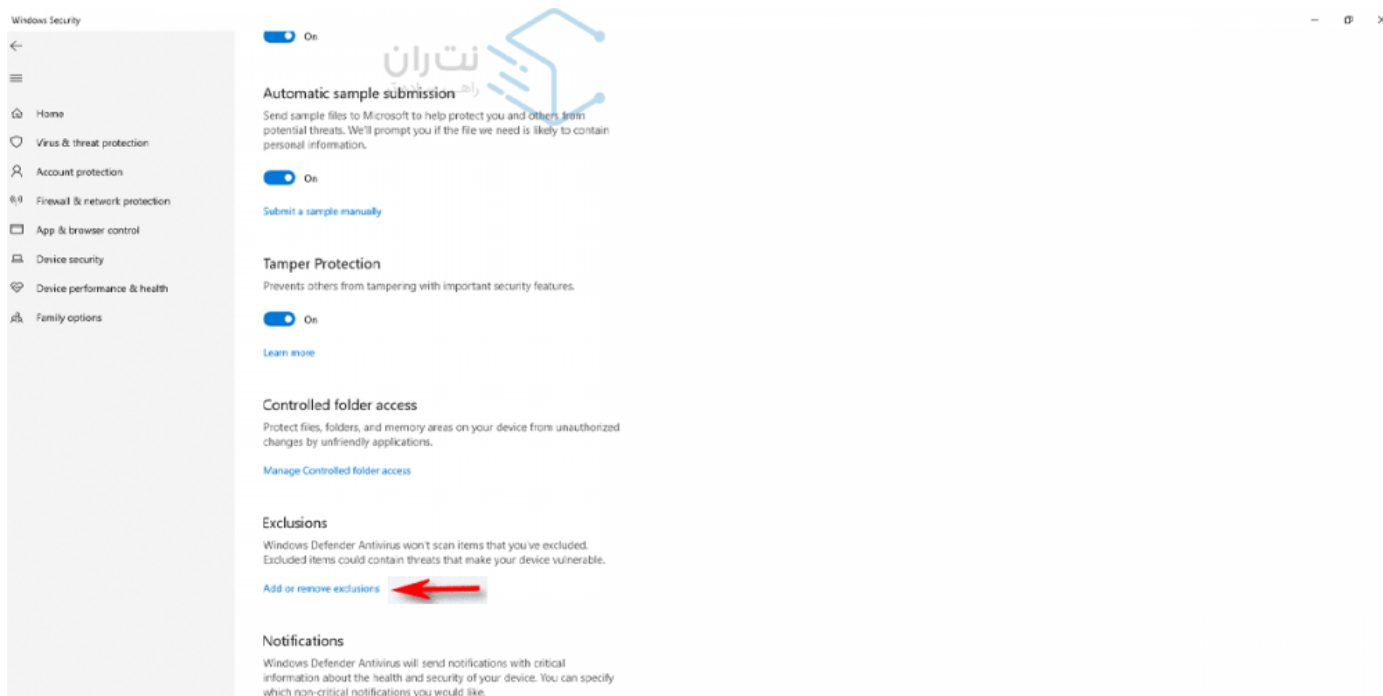 Windows Security
On
نت ران
Automatic sample submission
Send sample files to Microsoft to help protect you and others from
potential threats. We'll prompt you if the file we need is likely to contain
personal information.
On
Submit a sample manually
Tamper Protection
Prevents others from tampering with important security features.
On
Learn more
Controlled folder access
Protect files, folders, and memory areas on your device from unauthorized
changes by unfriendly applications.
Manage Controlled folder access
Exclusions
Windows Defender Antivirus won't scan items that you've excluded.
Excluded items could contain threats that make your device vulnerable.
Add or remove exclusions
Notifications
Windows Defender Antivirus will send notifications with critical
information about the health and security of your device. You can specify
which non-critical notifications you would like.
Home
Virus & threat protection
Account protection
Firewall & network protection
App & browser control
Device security
Device performance & health
Family options